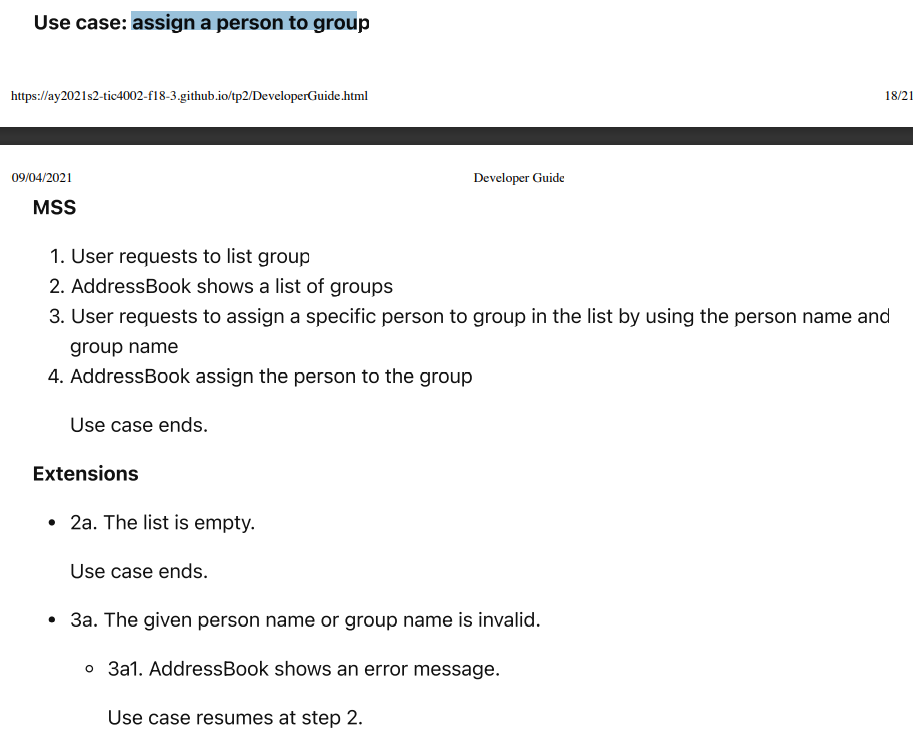 Use case: assign a person to group
https://ay2021s2-tic4002-f18-3.github.io/tp2/DeveloperGuide.html 18/21
09/04/2021 Developer Guide
MSS
1. User requests to list group
2. AddressBook shows a list of groups
3. User requests to assign a specific person to group in the list by using the person name and
group name
4. AddressBook assign the person to the group
Use case ends.
Extensions
• 2a. The list is empty.
Use case ends.
• 3a. The given person name or group name is invalid.
◦ 3a1. AddressBook shows an error message.
Use case resumes at step 2.